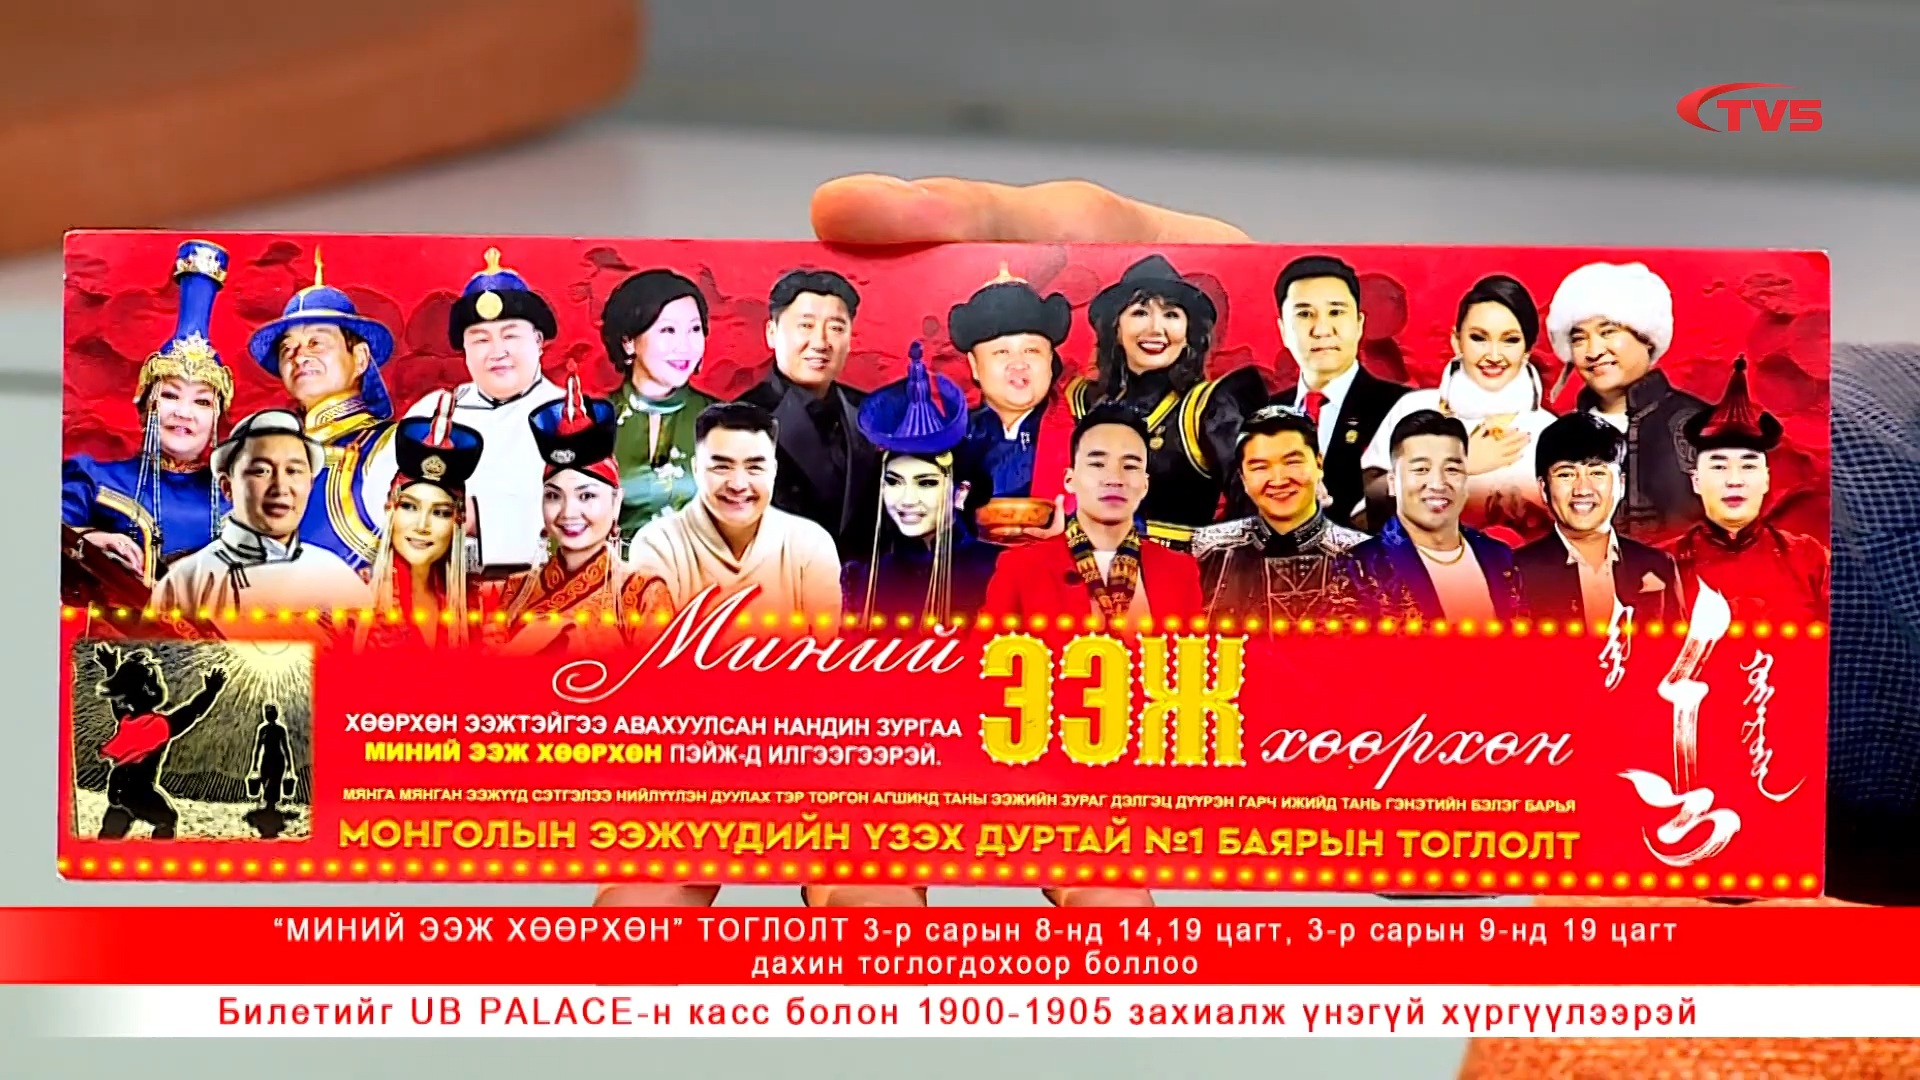 TV5
Миний
ЭЭЖ
хөөрхөн
ХӨӨРХӨН ЭЭЖТЭЙГЭЭ АВАХУУЛСАН НАНДИН ЗУРГАА
МИНИЙ ЭЭЖ ХӨӨРХӨН ПЭЙЖ-Д ИЛГЭЭГЭЭРЭЙ.
МЯНГА МЯНГАН ЭЭЖҮҮД СЭТГЭЛЭЭ НИЙЛҮҮЛЭН ДУУЛАХ ТЭР ТОРГОН АГШИНД ТАНЫ ЭЭЖИЙН ЗУРАГ ДЭЛГЭЦ ДҮҮРЭН ГАРЧ ИЖИЙД ТАНЬ ГЭНЭТИЙН БЭЛЭГ БАРЬЯ
МОНГОЛЫН ЭЭЖҮҮДИЙН ҮЗЭХ ДУРТАЙ №1 БАЯРЫН ТОГЛОЛТ
“МИНИЙ ЭЭЖ ХӨӨРХӨН” ТОГЛОЛТ 3-р сарын 8-нд 14,19 цагт, 3-р сарын 9-нд 19 цагт
дахин тоглогдохоор боллоо
Билетийг UB PALACE-н касс болон 1900-1905 захиалж үнэгүй хүргүүлээрэй